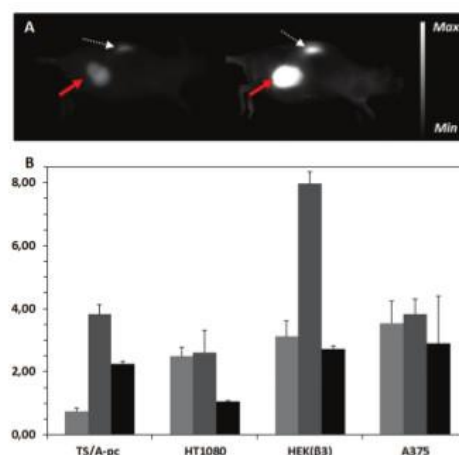 A
Max
Min
B
8,00
6,00
4,00
2,00
0,00
TS/A-pc HT1080 HEK(β3) A375